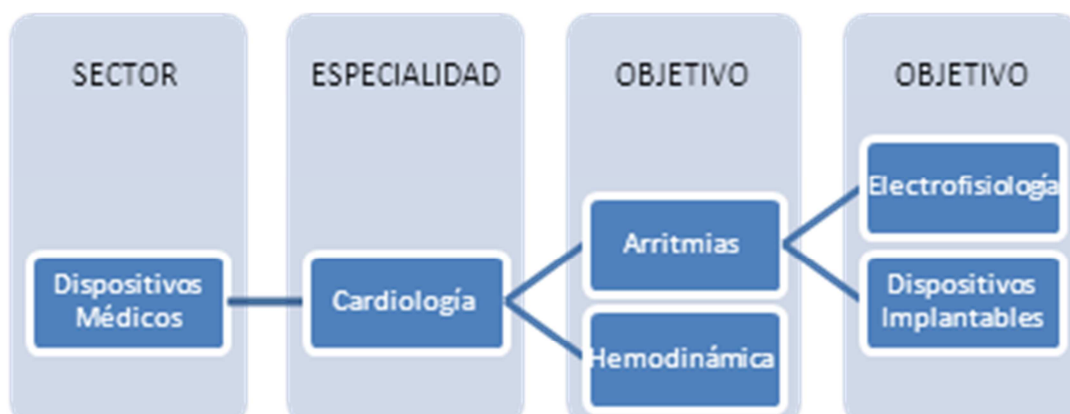 SECTOR
ESPECIALIDAD
OBJETIVO
OBJETIVO
Dispositivos
Médicos
Cardiología
Arritmias
Hemodinámica
Electrofisiología
Dispositivos
Implantables